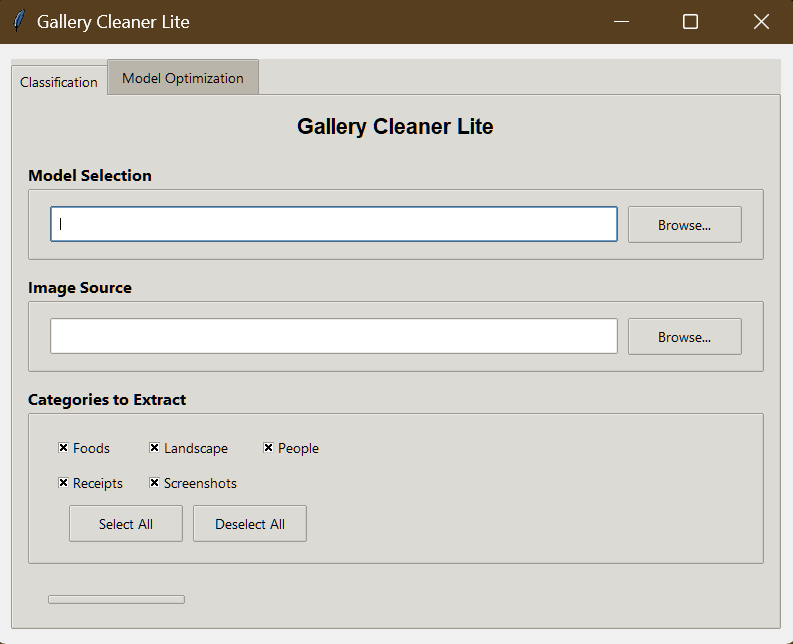 Gallery Cleaner Lite
Classification Model Optimization
Gallery Cleaner Lite
Model Selection
Browse...
Image Source
Browse...
Categories to Extract
Foods Landscape People
Receipts Screenshots
Select All Deselect All